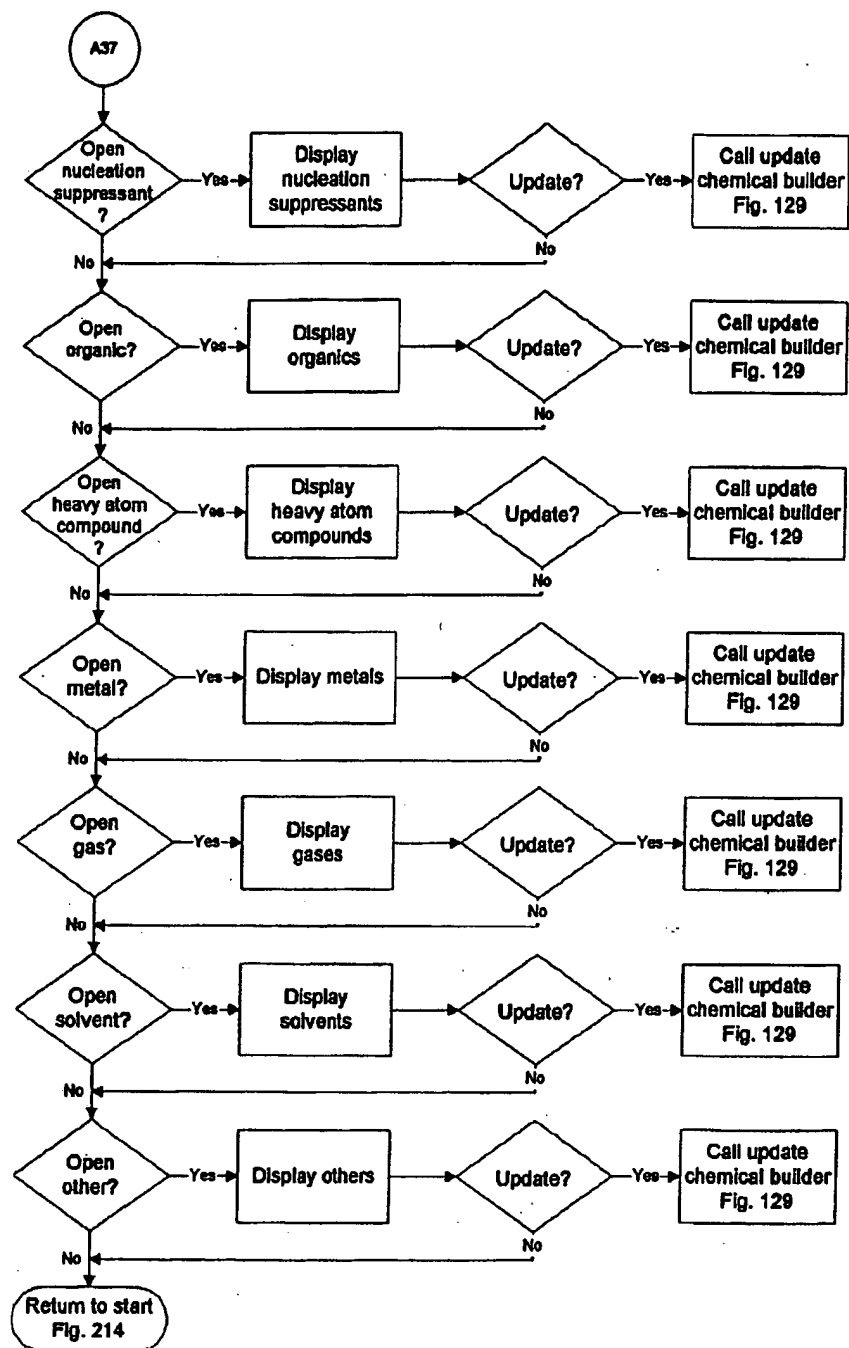 A37
Open
nucleation
suppressant
?
Yes
Display
nucleation
suppressants
Update?
Yes
Call update
chemical builder
Fig. 129
No
No
Open
organic?
Yes
Display
organics
Update?
Yes
Call update
chemical builder
Fig. 129
No
No
Open
heavy atom
compound
?
Yes
Display
heavy atom
compounds
Update?
Yes
Call update
chemical builder
Fig. 129
No
No
Open
metal?
Yes
Display metals
Update?
Yes
Call update
chemical builder
Fig. 129
No
No
Open
gas?
Yes
Display
gases
Update?
Yes
Call update
chemical builder
Fig. 129
No
No
Open
solvent?
Yes
Display
solvents
Update?
Yes
Call update
chemical builder
Fig. 129
No
No
Open
other?
Yes
Display others
Update?
Yes
Call update
chemical builder
Fig. 129
No
No
Return to start
Fig. 214